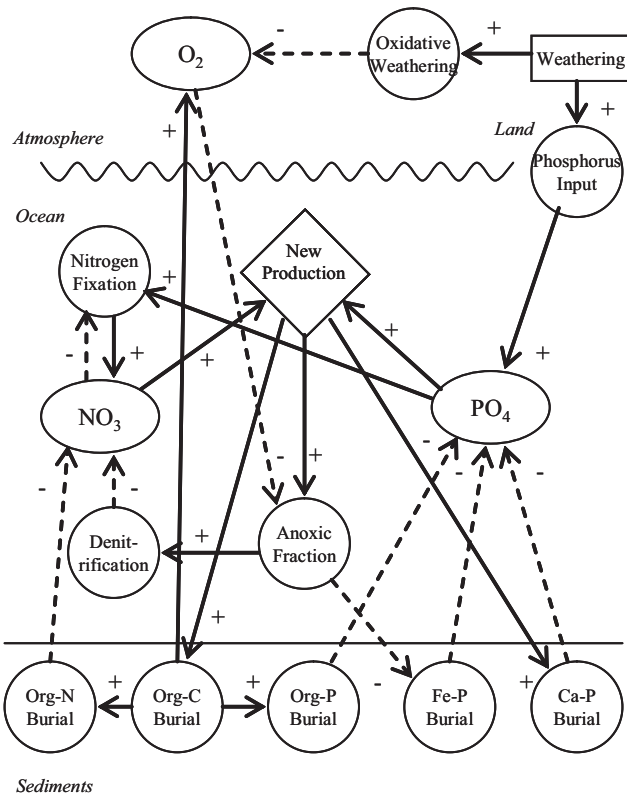 O₂
Oxidative
Weathering
Weathering
-
+
+
+
Atmosphere
Land
Phosphorus
Input
Ocean
Nitrogen
Fixation
+
New
Production
-
+
+
+
+
NO₃
PO₄
-
-
-
-
-
+
-
Denit-
rification
+
Anoxic
Fraction
+
Org-N
Burial
+
Org-C
Burial
+
Org-P
Burial
-
Fe-P
Burial
+
Ca-P
Burial
Sediments